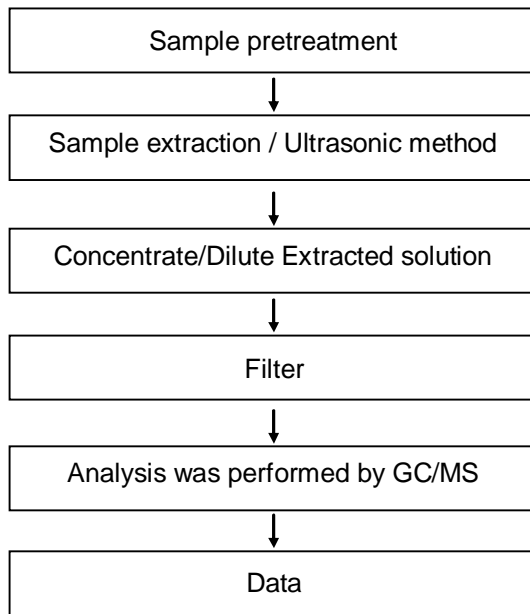 Sample pretreatment
Sample extraction / Ultrasonic method
Concentrate/Dilute Extracted solution
Filter
Analysis was performed by GC/MS
Data